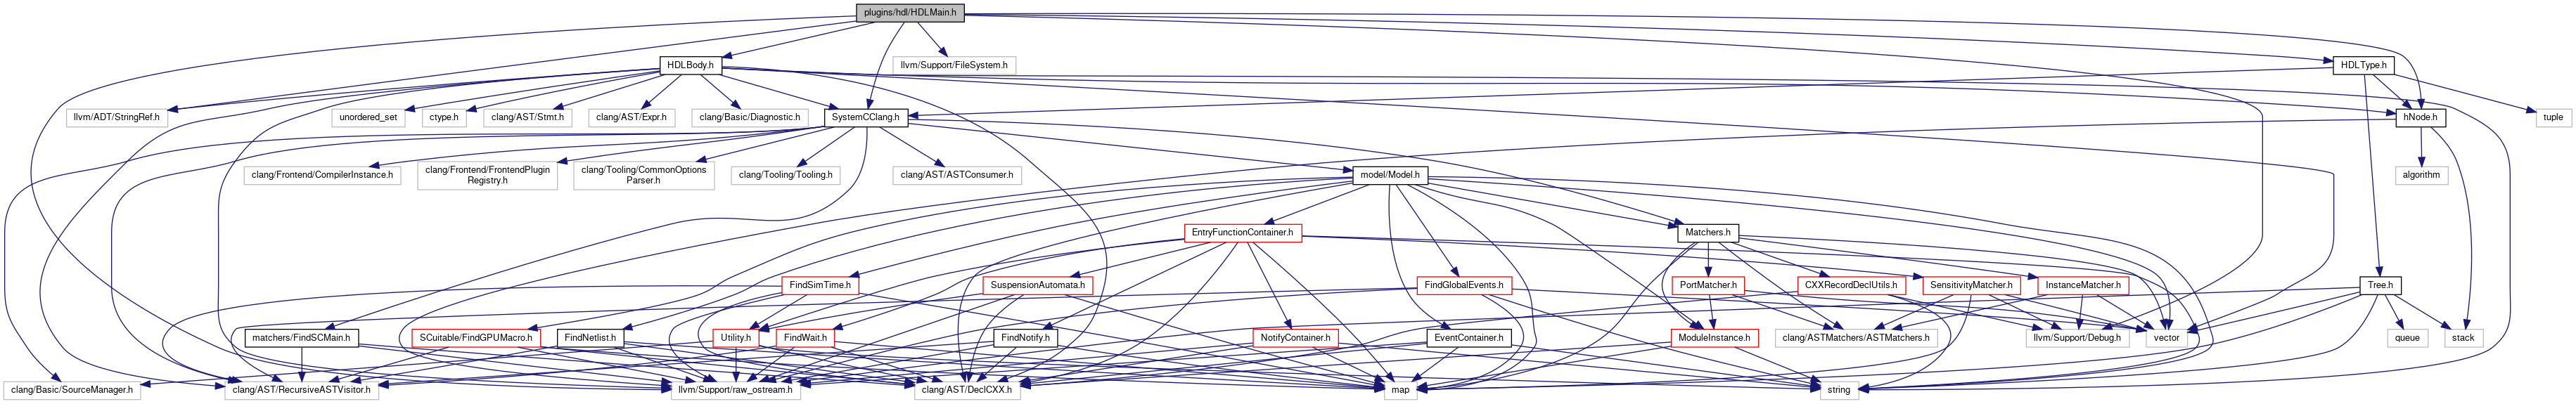 plugins/hdl/HDLMain.h
HDLBody.h
llvm/Support/FileSystem.h
HDLType.h
llvm/ADT/StringRef.h
unordered_set
ctype.h
clang/AST/Stmt.h
clang/AST/Expr.h
clang/Basic/Diagnostic.h
SystemCClang.h
hNode.h
tuple
clang/Frontend/CompilerInstance.h
clang/Frontend/FrontendPlugin
Registry.h
clang/Tooling/CommonOptions
Parser.h
clang/Tooling/Tooling.h
clang/AST/ASTConsumer.h
model/Model.h
algorithm
EntryFunctionContainer.h
Matchers.h
FindSimTime.h
SuspensionAutomata.h
FindGlobalEvents.h
PortMatcher.h
CXXRecordDeclUtils.h
SensitivityMatcher.h
InstanceMatcher.h
Tree.h
matchers/FindSCMain.h
SCuitable/FindGPUMacro.h
FindNetlist.h
Utility.h
FindWait.h
FindNotify.h
NotifyContainer.h
EventContainer.h
ModuleInstance.h
clang/ASTMatchers/ASTMatchers.h
llvm/Support/Debug.h
vector
queue
stack
clang/Basic/SourceManager.h
clang/AST/RecursiveASTVisitor.h
llvm/Support/raw_ostream.h
clang/AST/DeclCXX.h
map
string